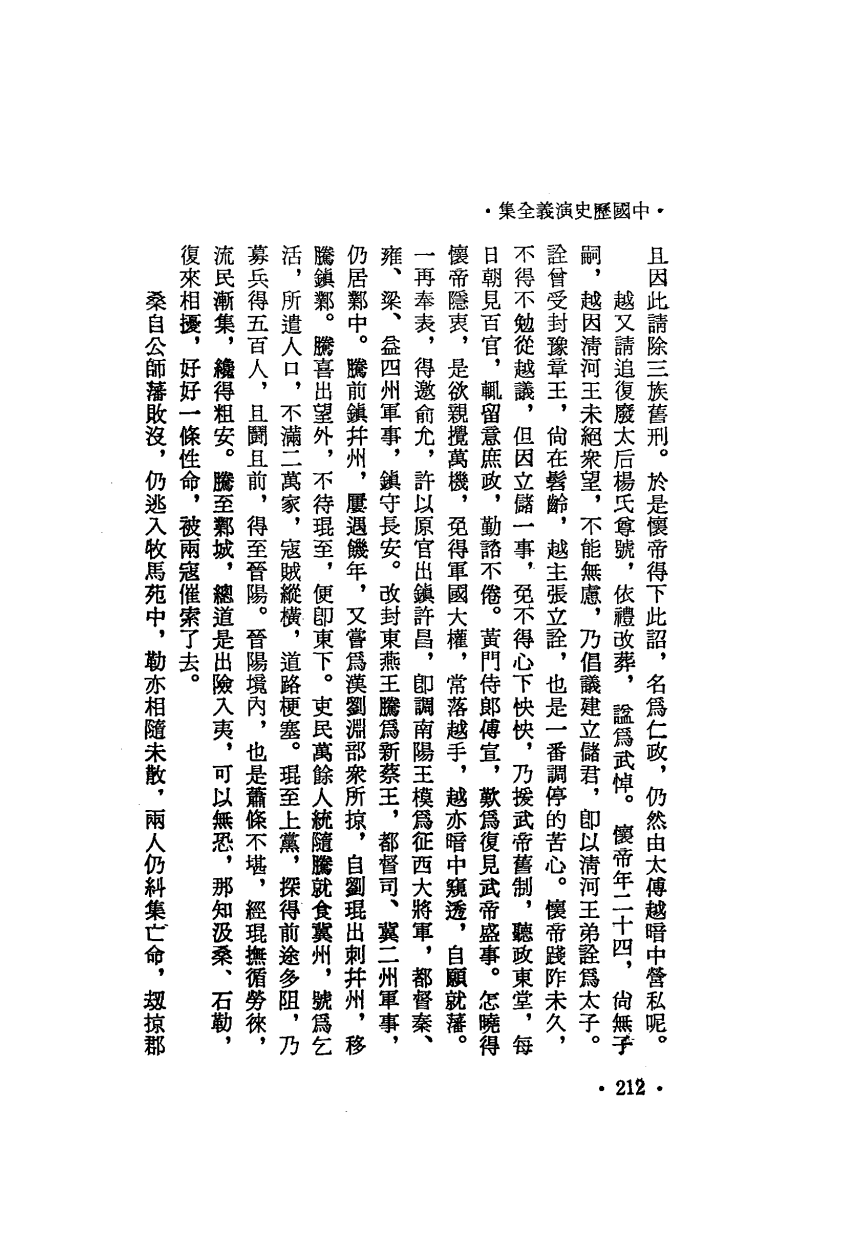 ・中國歷史演義全集・
且因此請除三族舊刑。於是懷帝得下此詔，名爲仁政，仍然由太傅越暗中營私呢。
越又請追復廢太后楊氏尊號，依禮改葬，諡爲武悼。懷帝年二十四，尙無子
嗣，越因清河王未絕衆望，不能無慮，乃倡議建立儲君，卽以清河王弟詮爲太子。
詮曾受封豫章王，尙在髫齡，越主張立詮，也是一番調停的苦心。懷帝踐阼未久，
不得不勉從越議，但因立儲一事，免不得心下怏怏，乃援武帝舊制，聽政東堂，每
日朝見百官，輒留意庶政，勤諮不倦。黃門侍郎傅宣，歎爲復見武帝盛事。怎曉得
懷帝隱衷，是欲親攬萬機，免得軍國大權，常落越手，越亦暗中窺透，自願就藩。
一再奉表，得邀俞允，許以原官出鎮許昌，卽調南陽王模爲征西大將軍，都督秦、
雍、梁、益四州軍事，鎮守長安。改封東燕王騰爲新蔡王，都督司、冀二州軍事，
仍居鄴中。騰前鎮幷州，屢遇饑年，又嘗爲漢劉淵部衆所掠，自劉琨出刺幷州，移
騰鎮鄴。騰喜出望外，不待琨至，便卽東下。吏民萬餘人統隨騰就食冀州，號爲乞
活，所遣人口，不滿二萬家，寇賊縱橫，道路梗塞。琨至上黨，探得前途多阻，乃
募兵得五百人，且鬭且前，得至晉陽。晉陽境內，也是蕭條不堪，經琨撫循勞徠，
流民漸集，纔得粗安。騰至鄴城，總道是出險入夷，可以無恐，那知汲桑、石勒，
復來相擾，好好一條性命，被兩寇催索了去。
桑自公師藩敗沒，仍逃入牧馬苑中，勒亦相隨未散，兩人仍糾集亡命，刼掠郡
・212・